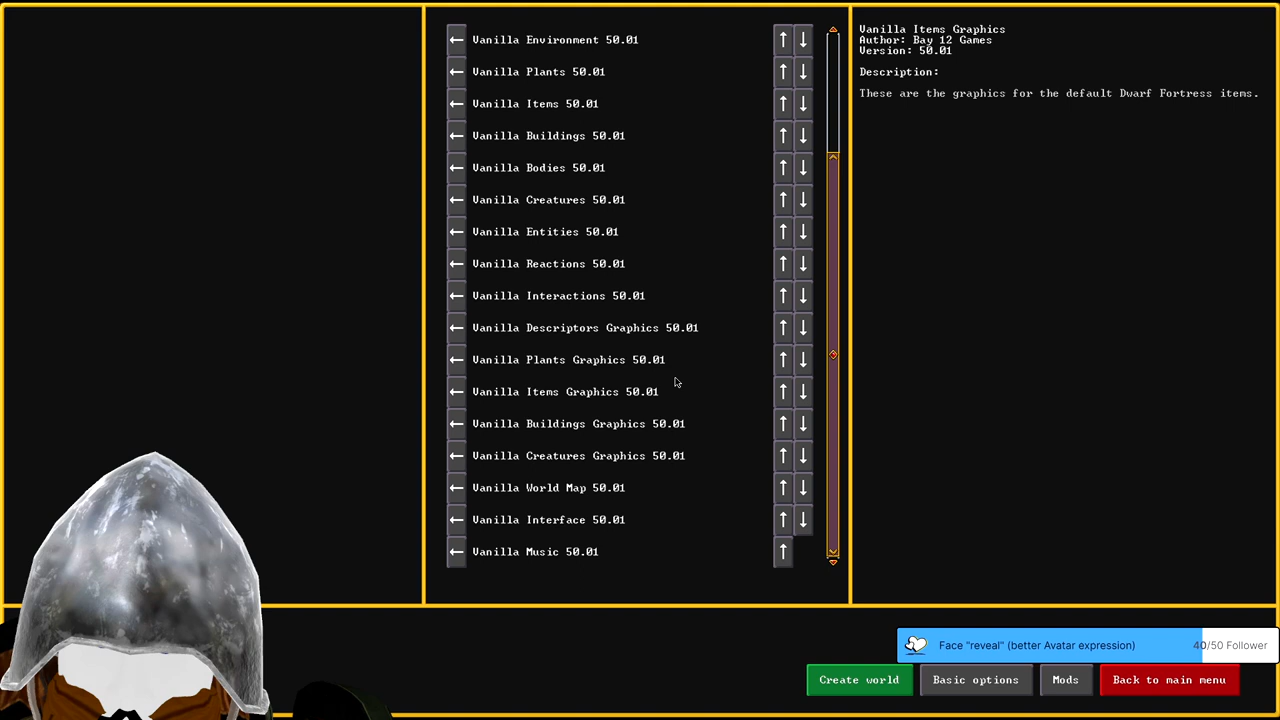 Vanilla Environment 50.01
Vanilla Plants 50.01
Vanilla Items 50.01
Vanilla Buildings 50.01
Vanilla Bodies 50.01
Vanilla Creatures 50.01
Vanilla Entities 50.01
Vanilla Reactions 50.01
Vanilla Interactions 50.01
Vanilla Descriptors Graphics 50.01
Vanilla Plants Graphics 50.01
Vanilla Items Graphics 50.01
Vanilla Buildings Graphics 50.01
Vanilla Creatures Graphics 50.01
Vanilla World Map 50.01
Vanilla Interface 50.01
Vanilla Music 50.01
Vanilla Items Graphics
Author: Bay 12 Games
Version: 50.01
Description:
These are the graphics for the default Dwarf Fortress items.
Face "reveal" (better Avatar expression) 40/50 Follower
Create world Basic options Mods Back to main menu